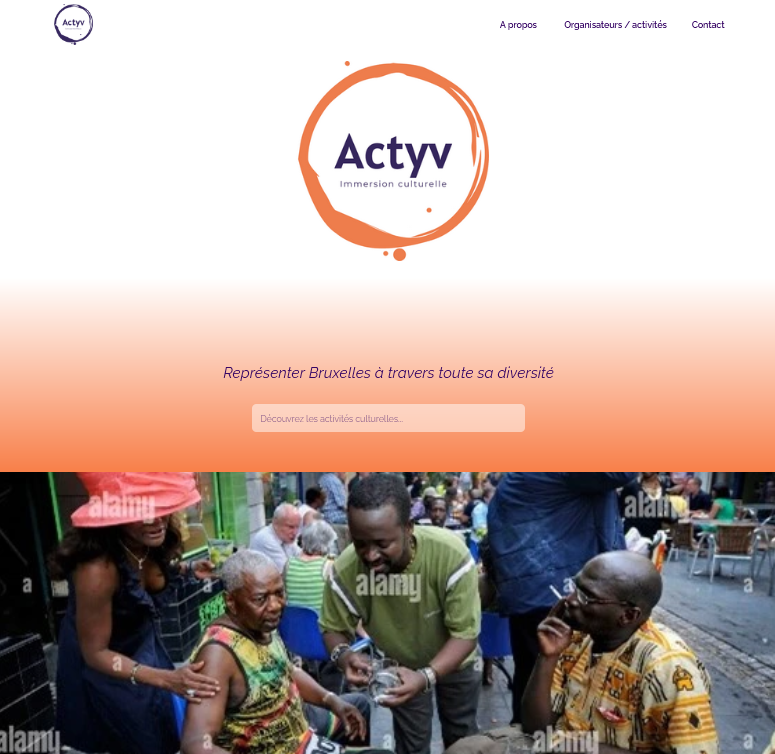 Actyv
A propos
Organisateurs / activités
Contact
Actyv
Immersion culturelle
Représenter Bruxelles à travers toute sa diversité
Découvrez les activités culturelles...
alamy
alamy
alamy
a
a
a
a
a
a
alamy
a
a
alamy
a